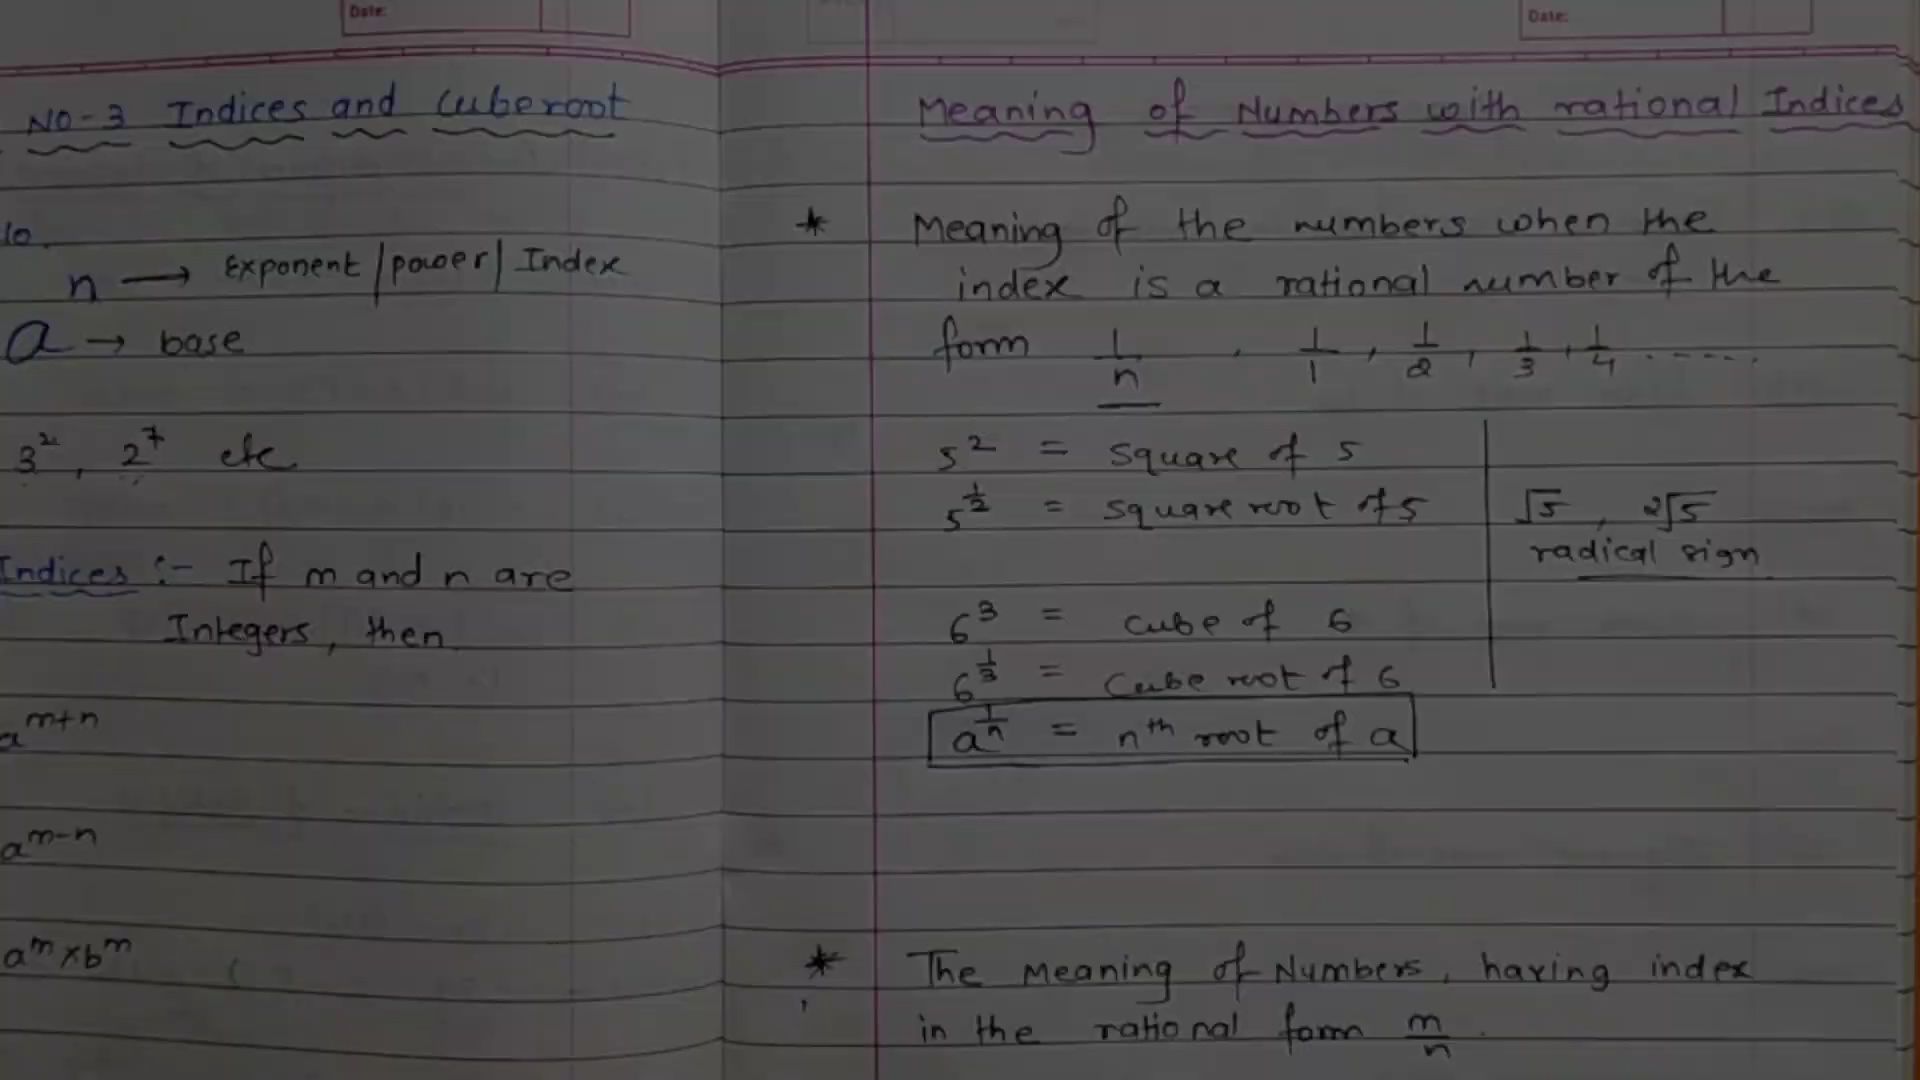 Date:
NO-3 Indices and Cube root
10.
n → Exponent/power/Index
a → base
3², 2⁷ etc
Indices :- If m and n are
Integers, then
a^(m+n)
a^(m-n)
a^m × b^m
Date:
Meaning of Numbers with rational Indices
* Meaning of the numbers when the
index is a rational number of the
form 1/n , 1/1, 1/2, 1/3, 1/4 ......
5² = square of 5
5^(1/2) = square root of 5 √5, ²√5
radical sign
6³ = cube of 6
6^(1/3) = Cube root of 6
a^(1/n) = nth root of a
* The Meaning of Numbers, having index
in the rational form m/n.